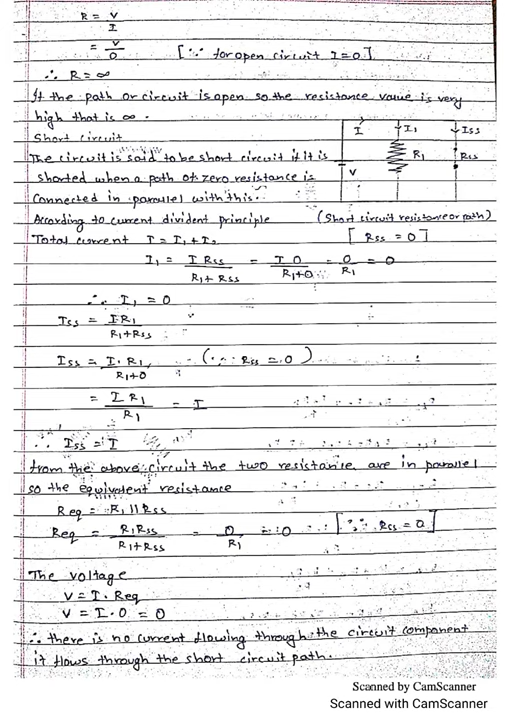 R = V/I
= V/0 [∵ for open circuit I=0]
∴ R = ∞
If the path or circuit is open so the resistance value is very
high that is ∞.
Short circuit
I I1 ISS
The circuit is said to be short circuit if it is
R1 RSS
shorted when a path of zero resistance is
V
Connected in parallel with this.
According to current divident principle (Short circuit resistance or path)
Total current I = I1 + I2 [RSS = 0]
I1 = I RSS / R1 + RSS = I 0 / R1+0 = 0 / R1 = 0
∴ I1 = 0
ISS = I R1 / R1 + RSS
ISS = I . R1 / R1+0 (∵ RSS = 0)
= I R1 / R1 = I
∴ ISS = I
from the above circuit the two resistance are in parallel
so the equivalent resistance
Req = R1 || RSS
Req = R1 RSS / R1 + RSS = 0 / R1 = 0 [∵ RSS = 0]
The voltage
V = I . Req
V = I . 0 = 0
∴ there is no current flowing through the circuit component
it flows through the short circuit path.
Scanned by CamScanner
Scanned with CamScanner